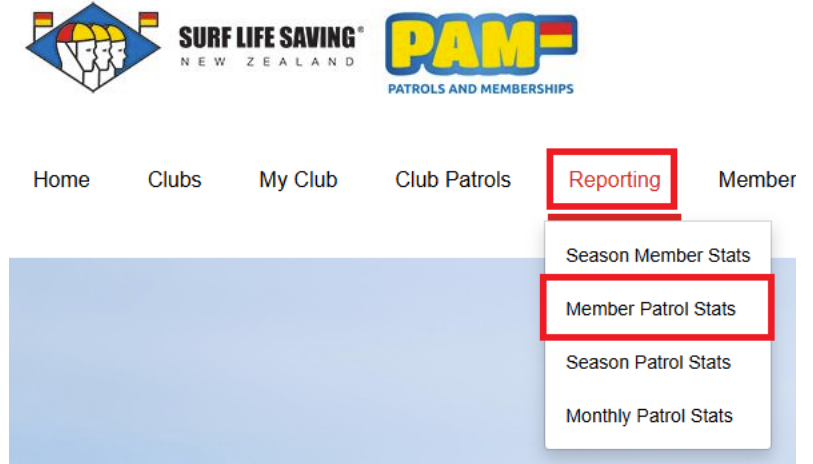 SURF LIFE SAVING®
NEW ZEALAND
PAM
PATROLS AND MEMBERSHIPS
Home Clubs My Club Club Patrols Reporting Member
Season Member Stats
Member Patrol Stats
Season Patrol Stats
Monthly Patrol Stats